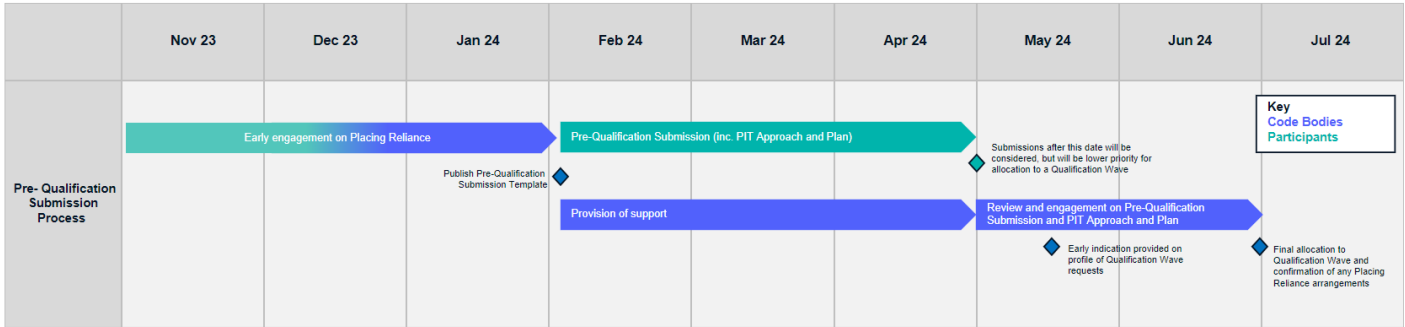 Nov 23
Dec 23
Jan 24
Feb 24
Mar 24
Apr 24
May 24
Jun 24
Jul 24
Pre- Qualification
Submission
Process
Early engagement on Placing Reliance
Pre-Qualification Submission (inc. PIT Approach and Plan)
Key
Code Bodies
Participants
Submissions after this date will be
considered, but will be lower priority for
allocation to a Qualification Wave
Publish Pre-Qualification
Submission Template
Provision of support
Review and engagement on Pre-Qualification
Submission and PIT Approach and Plan
Early indication provided on
profile of Qualification Wave
requests
Final allocation to
Qualification Wave and
confirmation of any Placing
Reliance arrangements